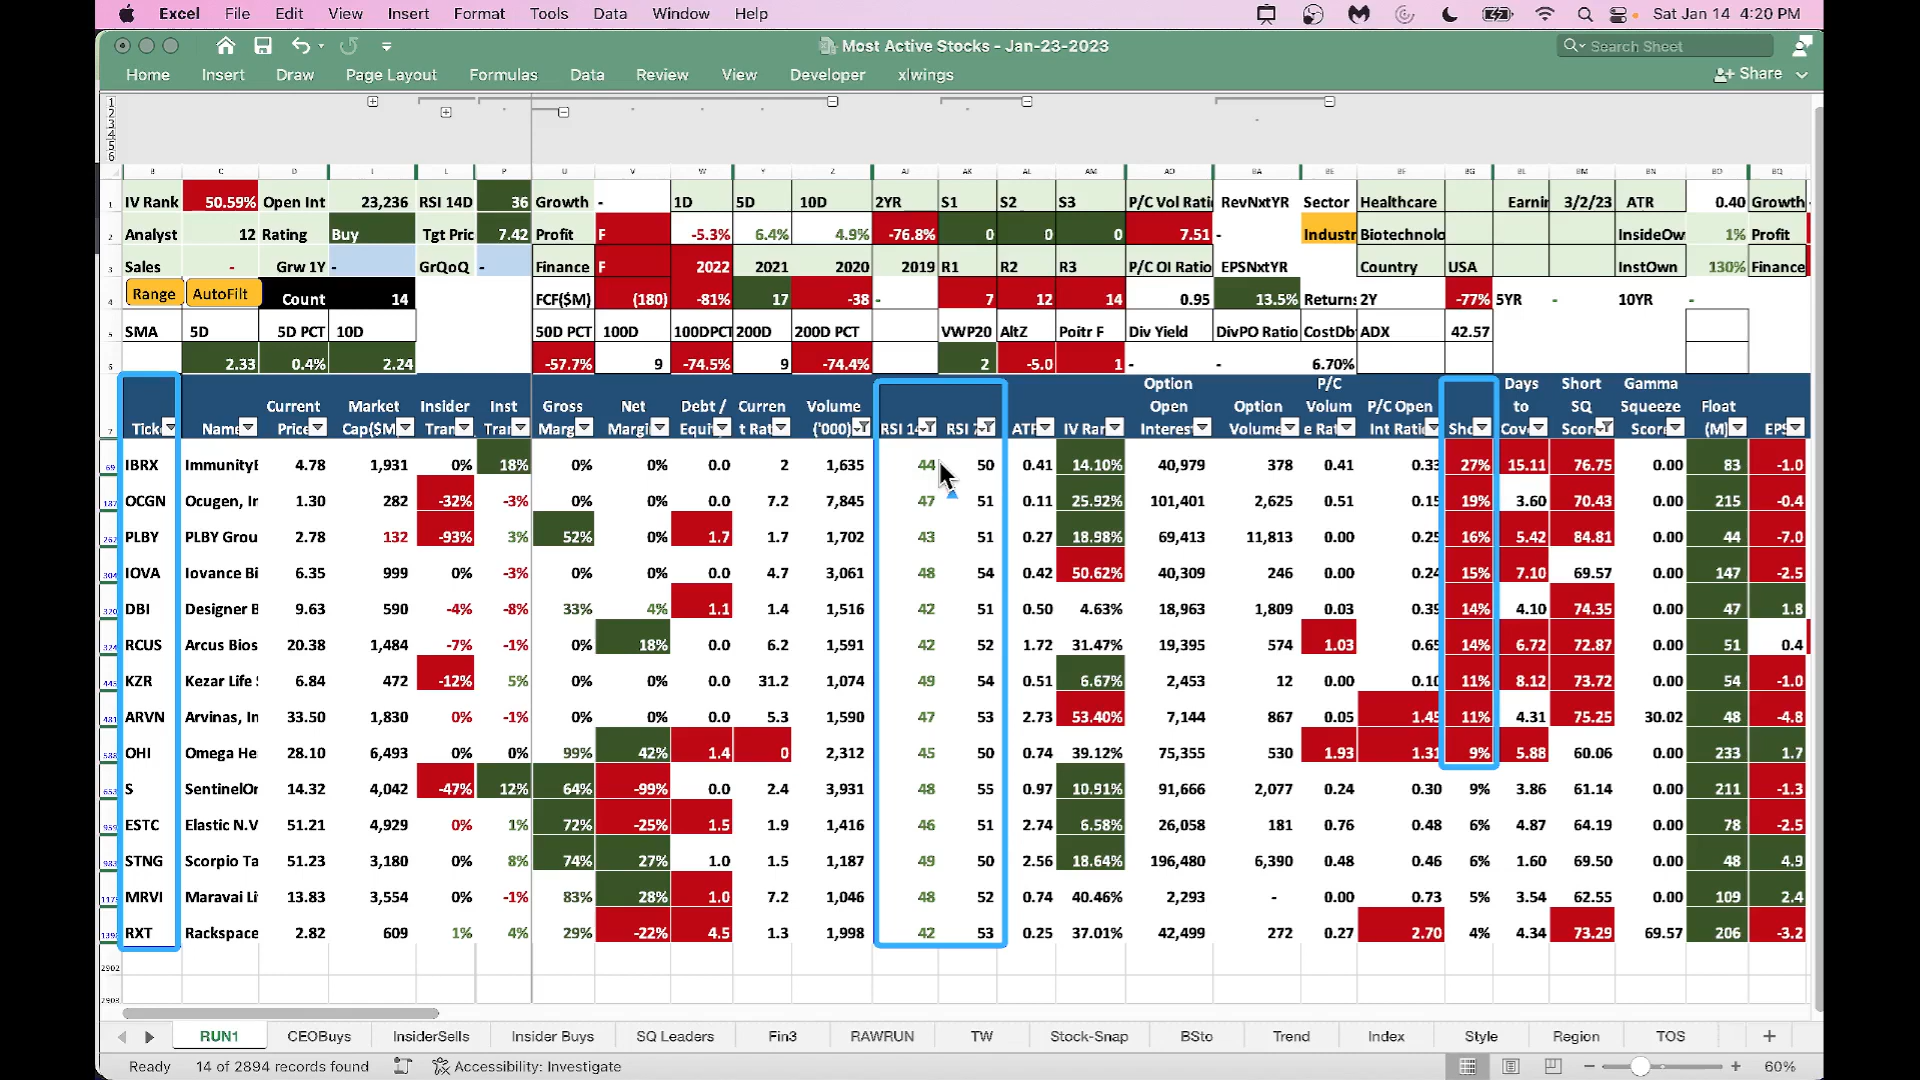 Excel File Edit View Insert Format Tools Data Window Help Sat Jan 14 4:20 PM
Most Active Stocks - Jan-23-2023 Search Sheet
Home Insert Draw Page Layout Formulas Data Review View Developer xlwings Share
1
2
3
4
5
6
IV Rank 50.59% Open Int 23,236 RSI 14D 36 Growth - 1D 5D 10D 2YR S1 S2 S3 P/C Vol Rati RevNxtYR Sector Healthcare Earnin 3/2/23 ATR 0.40 Growth
Analyst 12 Rating Buy Tgt Pric 7.42 Profit F -5.3% 6.4% 4.9% -76.8% 0 0 0 7.51 - Industr Biotechnolo InsideOw 1% Profit
Sales - Grw 1Y - GrQoQ - Finance F 2022 2021 2020 2019 R1 R2 R3 P/C OI Ratio EPSNxtYR Country USA InstOwn 130% Finance
Range AutoFilt Count 14 FCF($M) (180) -81% 17 -38 - 7 12 14 0.95 13.5% Returns 2Y -77% 5YR - 10YR -
SMA 5D 5D PCT 10D 50D PCT 100D 100DPCT 200D 200D PCT VWP20 AltZ Poitr F Div Yield DivPO Ratio CostDb ADX 42.57
2.33 0.4% 2.24 -57.7% 9 -74.5% 9 -74.4% 2 -5.0 1 - - 6.70%
Tick Name Current Price Market Cap($M Insider Tran Inst Tran Gross Marg Net Margi Debt / Equit Curren t Rat Volume ('000) RSI 14 RSI ATR IV Ran Option Open Interest Option Volume P/C Volum e Rat P/C Open Int Rati Sho Days to Cov Short SQ Score Gamma Squeeze Score Float (M) EPS
IBRX ImmunityE 4.78 1,931 0% 18% 0% 0% 0.0 2 1,635 44 50 0.41 14.10% 40,979 378 0.41 0.33 27% 15.11 76.75 0.00 83 -1.0
OCGN Ocugen, In 1.30 282 -32% -3% 0% 0% 0.0 7.2 7,845 47 51 0.11 25.92% 101,401 2,625 0.51 0.15 19% 3.60 70.43 0.00 215 -0.4
PLBY PLBY Grou 2.78 132 -93% 3% 52% 0% 1.7 1.7 1,702 43 51 0.27 18.98% 69,413 11,813 0.00 0.25 16% 5.42 84.81 0.00 44 -7.0
IOVA Iovance Bi 6.35 999 0% -3% 0% 0% 0.0 4.7 3,061 48 54 0.42 50.62% 40,309 246 0.00 0.24 15% 7.10 69.57 0.00 147 -2.5
DBI Designer B 9.63 590 -4% -8% 33% 4% 1.1 1.4 1,516 42 51 0.50 4.63% 18,963 1,809 0.03 0.39 14% 4.10 74.35 0.00 47 1.8
RCUS Arcus Bios 20.38 1,484 -7% -1% 0% 18% 0.0 6.2 1,591 42 52 1.72 31.47% 19,395 574 1.03 0.65 14% 6.72 72.87 0.00 51 0.4
KZR Kezar Life 6.84 472 -12% 5% 0% 0% 0.0 31.2 1,074 49 54 0.51 6.67% 2,453 12 0.00 0.10 11% 8.12 73.72 0.00 54 -1.0
ARVN Arvinas, In 33.50 1,830 0% -1% 0% 0% 0.0 5.3 1,590 47 53 2.73 53.40% 7,144 867 0.05 1.45 11% 4.31 75.25 30.02 48 -4.8
OHI Omega He 28.10 6,493 0% 0% 99% 42% 1.4 0 2,312 45 50 0.74 39.12% 75,355 530 1.93 1.31 9% 5.88 60.06 0.00 233 1.7
S SentinelOr 14.32 4,042 -47% 12% 64% -99% 0.0 2.4 3,931 48 55 0.97 10.91% 91,666 2,077 0.24 0.30 9% 3.86 61.14 0.00 211 -1.3
ESTC Elastic N.V 51.21 4,929 0% 1% 72% -25% 1.5 1.9 1,416 46 51 2.74 6.58% 26,058 181 0.76 0.48 6% 4.87 64.19 0.00 78 -2.5
STNG Scorpio Ta 51.23 3,180 0% 8% 74% 27% 1.0 1.5 1,187 49 50 2.56 18.64% 196,480 6,390 0.48 0.46 6% 1.60 69.50 0.00 48 4.9
MRVI Maravai Li 13.83 3,554 0% -1% 83% 28% 1.0 7.2 1,046 48 52 0.74 40.46% 2,293 - 0.00 0.73 5% 3.54 62.55 0.00 109 2.4
RXT Rackspace 2.82 609 1% 4% 29% -22% 4.5 1.3 1,998 42 53 0.25 37.01% 42,499 272 0.27 2.70 4% 4.34 73.29 69.57 206 -3.2
RUN1 CEOBuys InsiderSells Insider Buys SQ Leaders Fin3 RAWRUN TW Stock-Snap BSto Trend Index Style Region TOS
Ready 14 of 2894 records found Accessibility: Investigate 60%